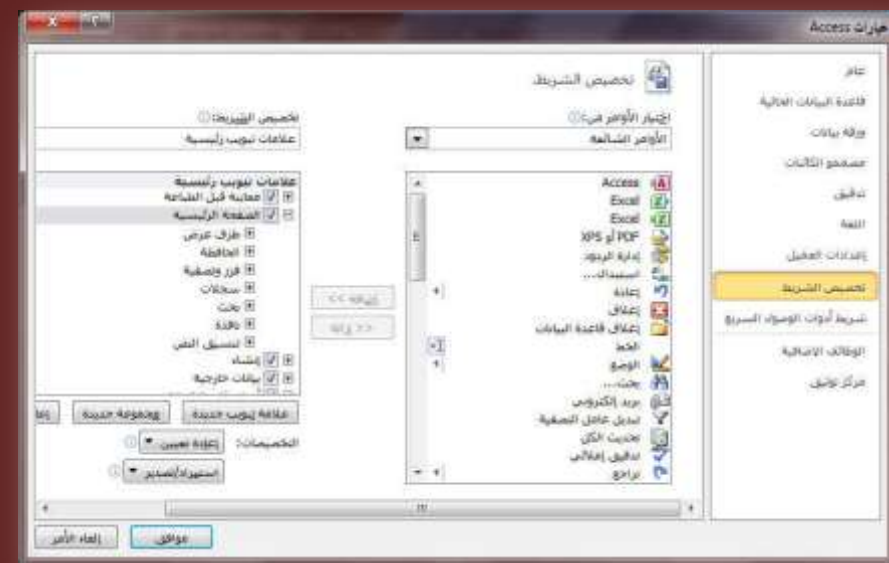 خيارات Access
عام
قاعدة البيانات الحالية
ورقة بيانات
مصممو الكائنات
تدقيق
اللغة
إعدادات العميل
تخصيص الشريط
شريط أدوات الوصول السريع
الوظائف الإضافية
مركز توثيق
تخصيص الشريط.
اختيار الأوامر من:
الأوامر الشائعة
Access
Excel
Excel
PDF أو XPS
إدارة الردود
استبدال...
إعادة
إغلاق
إغلاق قاعدة البيانات
الخط
الوضع
بحث...
بريد إلكتروني
تبديل عامل التصفية
تحديث الكل
تدقيق إملائي
تراجع
إضافة >>
<< إزالة
تخصيص الشريط:
علامات تبويب رئيسية
علامات تبويب رئيسية
معاينة قبل الطباعة
الصفحة الرئيسية
طرق عرض
الحافظة
فرز وتصفية
سجلات
بحث
نافذة
تنسيق النص
إنشاء
بيانات خارجية
علامة تبويب جديدة
مجموعة جديدة
التخصيصات:
إعادة تعيين
استيراد/تصدير
موافق
إلغاء الأمر